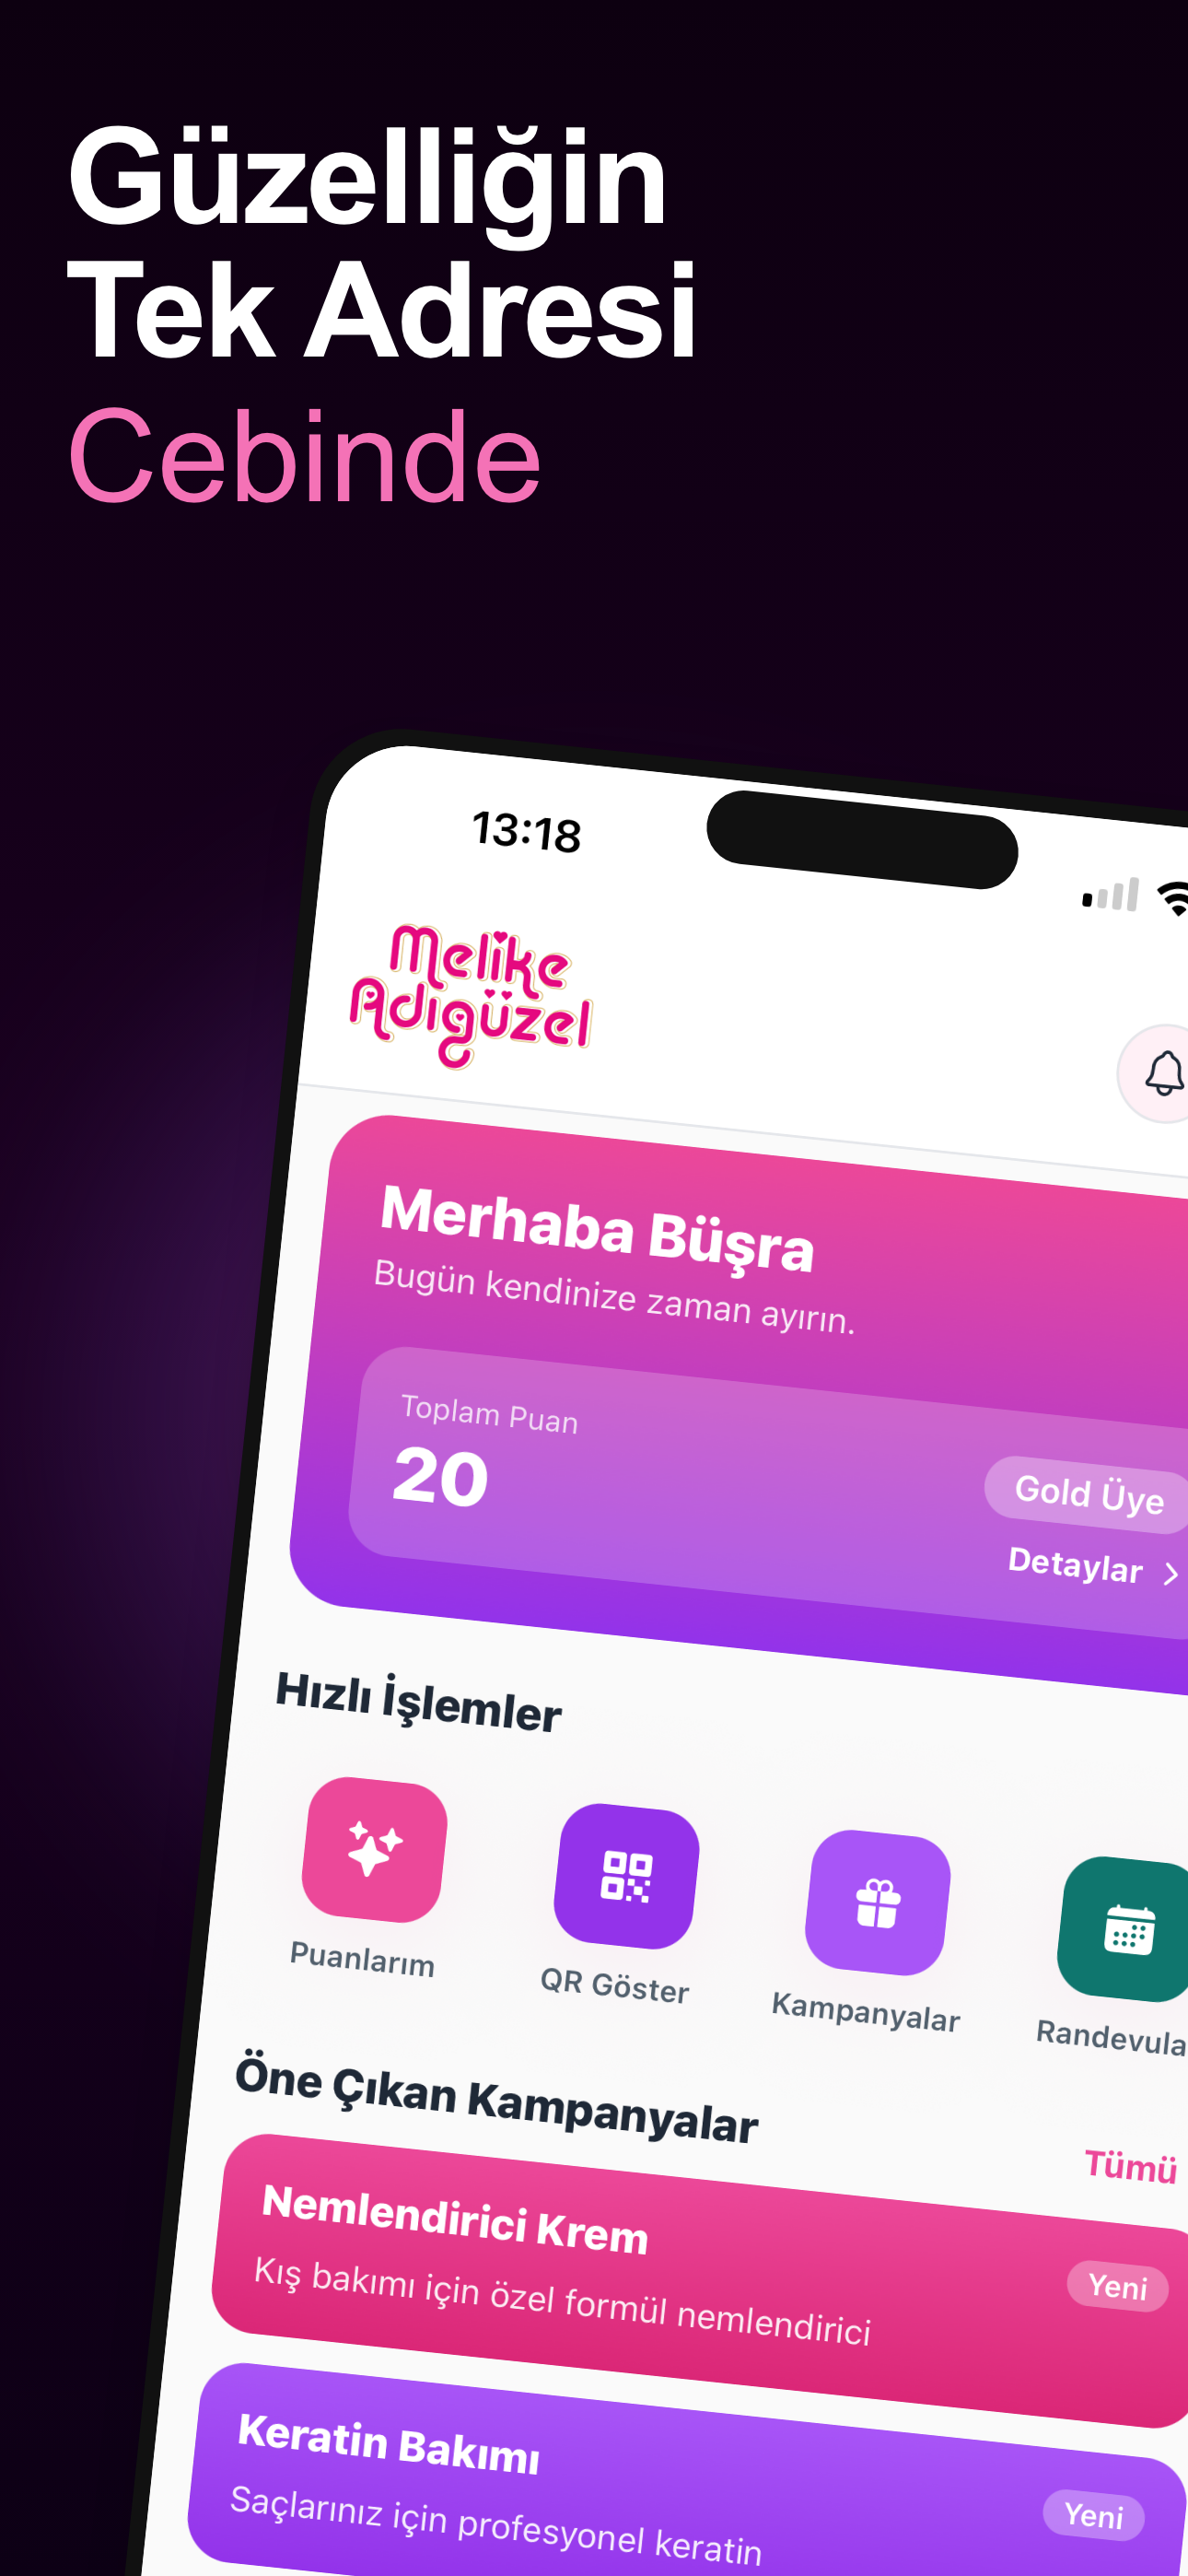 Güzelliğin
Tek Adresi
Cebinde
13:18
Melike
Adıgüzel
Merhaba Büşra
Bugün kendinize zaman ayırın.
Toplam Puan
20
Gold Üye
Detaylar
Hızlı İşlemler
Puanlarım
QR Göster
Kampanyalar
Randevula
Öne Çıkan Kampanyalar
Tümü
Nemlendirici Krem
Kış bakımı için özel formül nemlendirici
Yeni
Keratin Bakımı
Saçlarınız için profesyonel keratin
Yeni